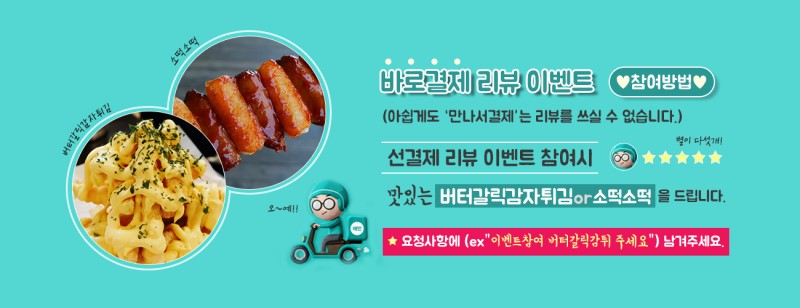 소떡소떡
버터갈릭감자튀김
바로결제 리뷰 이벤트 ♥참여방법♥
(아쉽게도 '만나서결제'는 리뷰를 쓰실 수 없습니다.)
별이 다섯개!
선결제 리뷰 이벤트 참여시 ★★★★★
맛있는 버터갈릭감자튀김or소떡소떡 을 드립니다.
오~예!!
★ 요청사항에 (ex"이벤트참여 버터갈릭감튀 주세요") 남겨주세요.